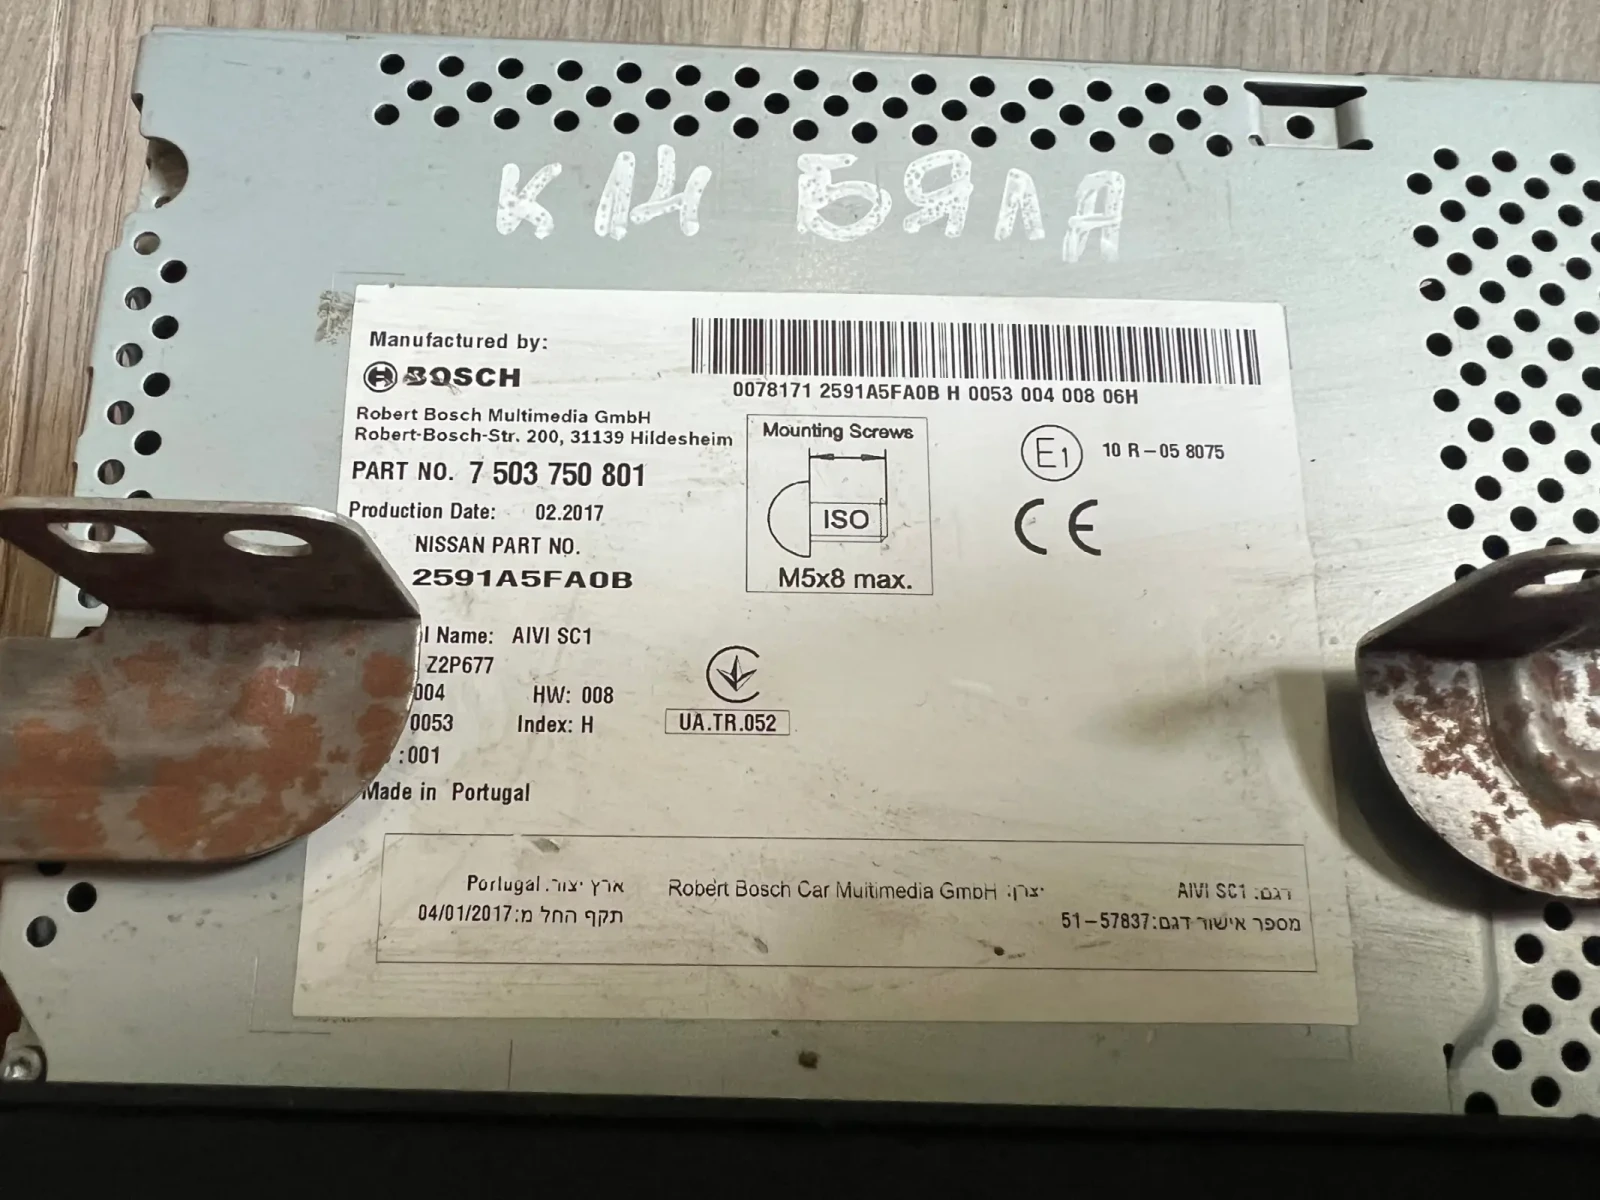 К14 БЯЛА
Manufactured by:
BOSCH
Robert Bosch Multimedia GmbH
Robert-Bosch-Str. 200, 31139 Hildesheim
PART NO. 7 503 750 801
Production Date: 02.2017
NISSAN PART NO.
2591A5FA0B
l Name: AIVI SC1
Z2P677
004 HW: 008
0053 Index: H
:001
Made in Portugal
0078171 2591A5FA0B H 0053 004 008 06H
Mounting Screws
ISO
M5x8 max.
E1 10 R-05 8075
CE
UA.TR.052
דגם: AIVI SC1
יצרן: Robert Bosch Car Multimedia GmbH
ארץ יצור: Portugal
מספר אישור דגם:51-57837
תקף החל מ:04/01/2017